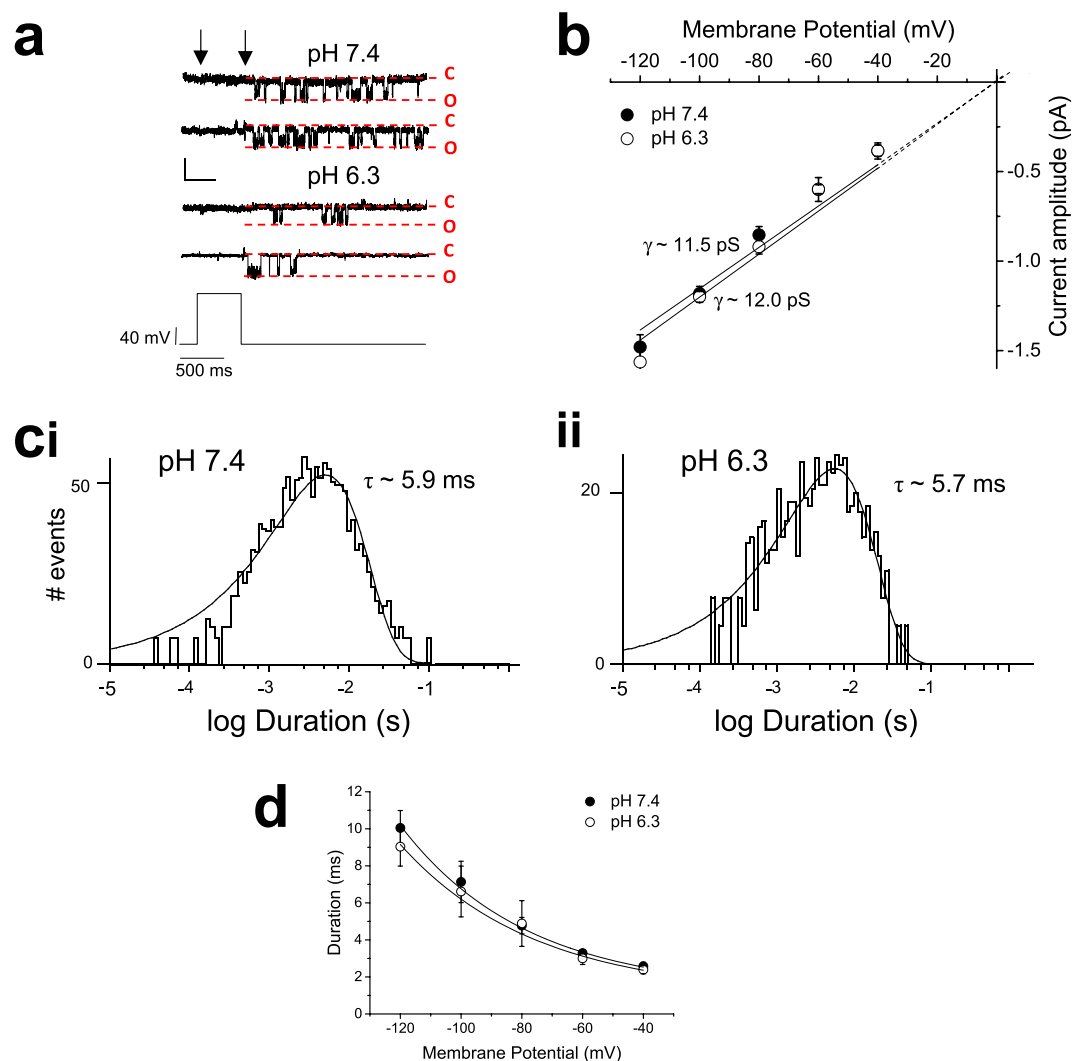 a
pH 7.4
C
O
C
O
pH 6.3
C
O
C
O
40 mV
500 ms
b
Membrane Potential (mV)
-120 -100 -80 -60 -40 -20
pH 7.4
pH 6.3
γ ~ 11.5 pS
γ ~ 12.0 pS
-0.5
-1.0
-1.5
Current amplitude (pA)
ci
pH 7.4
τ ~ 5.9 ms
50
0
# events
-5 -4 -3 -2 -1
log Duration (s)
ii
pH 6.3
τ ~ 5.7 ms
20
0
-5 -4 -3 -2 -1
log Duration (s)
d
pH 7.4
pH 6.3
12
10
8
6
4
2
0
Duration (ms)
-120 -100 -80 -60 -40
Membrane Potential (mV)